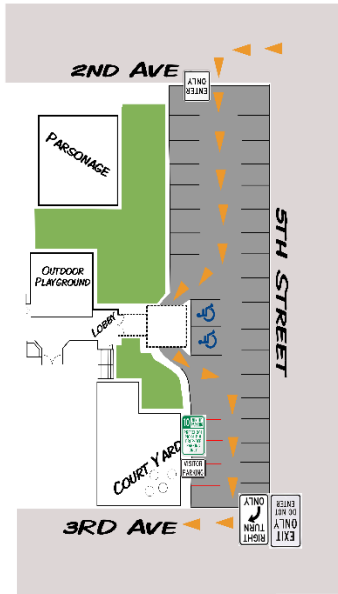 2ND AVE
ENTER
ONLY
PARSONAGE
5TH STREET
OUTDOOR
PLAYGROUND
LOBBY
10
VISITOR
PARKING
COURT YARD
3RD AVE
RIGHT
TURN
ONLY
EXIT
ONLY
DO NOT
ENTER